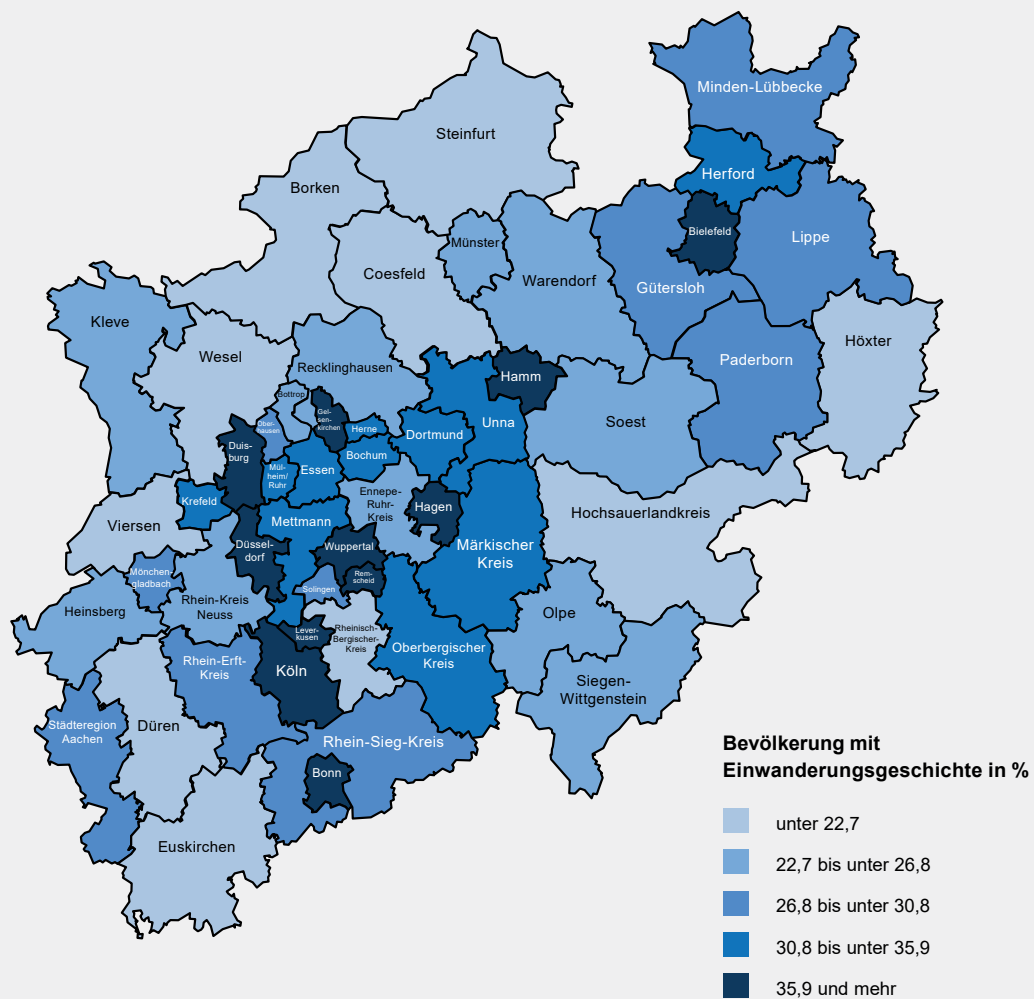 Minden-Lübbecke
Steinfurt
Herford
Borken
Bielefeld
Lippe
Münster
Coesfeld
Warendorf
Gütersloh
Kleve
Höxter
Wesel
Paderborn
Recklinghausen
Hamm
Bottrop
Gel-
sen-
kirchen
Soest
Unna
Ober-
hausen
Herne
Dortmund
Duis-
burg
Bochum
Mül-
heim/
Ruhr
Essen
Ennepe-
Ruhr-
Kreis
Krefeld
Hagen
Hochsauerlandkreis
Viersen
Mettmann
Düssel-
dorf
Wuppertal
Märkischer
Kreis
Mönchen-
gladbach
Rem-
scheid
Solingen
Heinsberg
Rhein-Kreis
Neuss
Olpe
Lever-
kusen
Rheinisch-
Bergischer-
Kreis
Oberbergischer
Kreis
Rhein-Erft-
Kreis
Köln
Siegen-
Wittgenstein
Städteregion
Aachen
Düren
Rhein-Sieg-Kreis
Bonn
Euskirchen
Bevölkerung mit
Einwanderungsgeschichte in %
unter 22,7
22,7 bis unter 26,8
26,8 bis unter 30,8
30,8 bis unter 35,9
35,9 und mehr